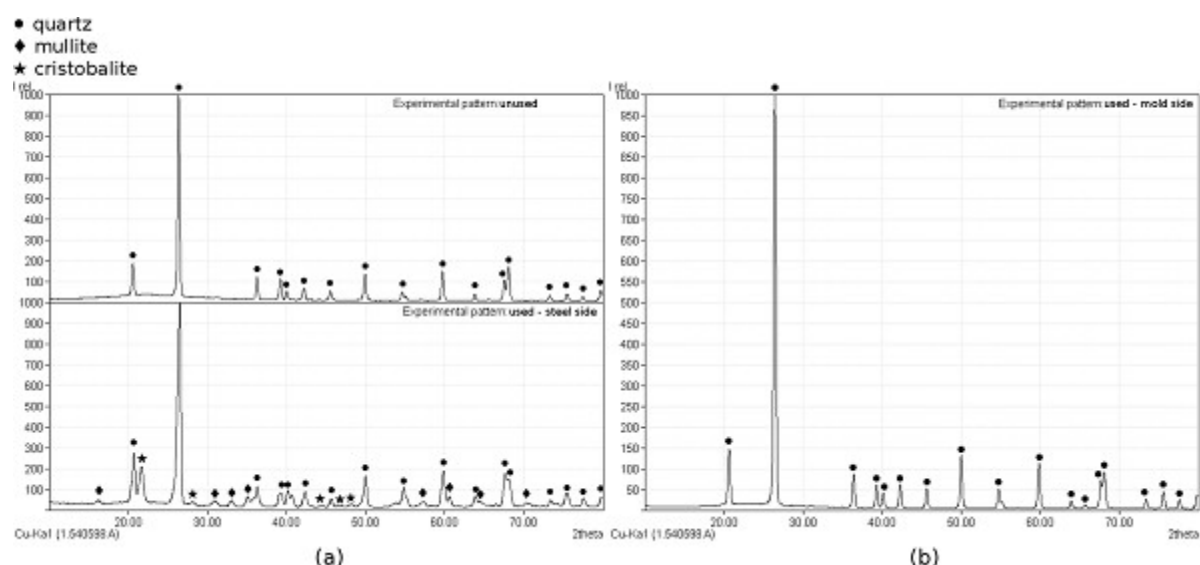 ● quartz
♦ mullite
★ cristobalite
I rel.
1000
Experimental pattern: unused
900
800
700
600
500
400
300
200
100
1000
Experimental pattern: used - steel side
900
800
700
600
500
400
300
200
100
20.00 30.00 40.00 50.00 60.00 70.00
Cu-Ka1 (1.540598 A) 2theta
(a)
I rel.
1000
Experimental pattern: used - mold side
950
900
850
800
750
700
650
600
550
500
450
400
350
300
250
200
150
100
50
20.00 30.00 40.00 50.00 60.00 70.00
Cu-Ka1 (1.540598 A) 2theta
(b)